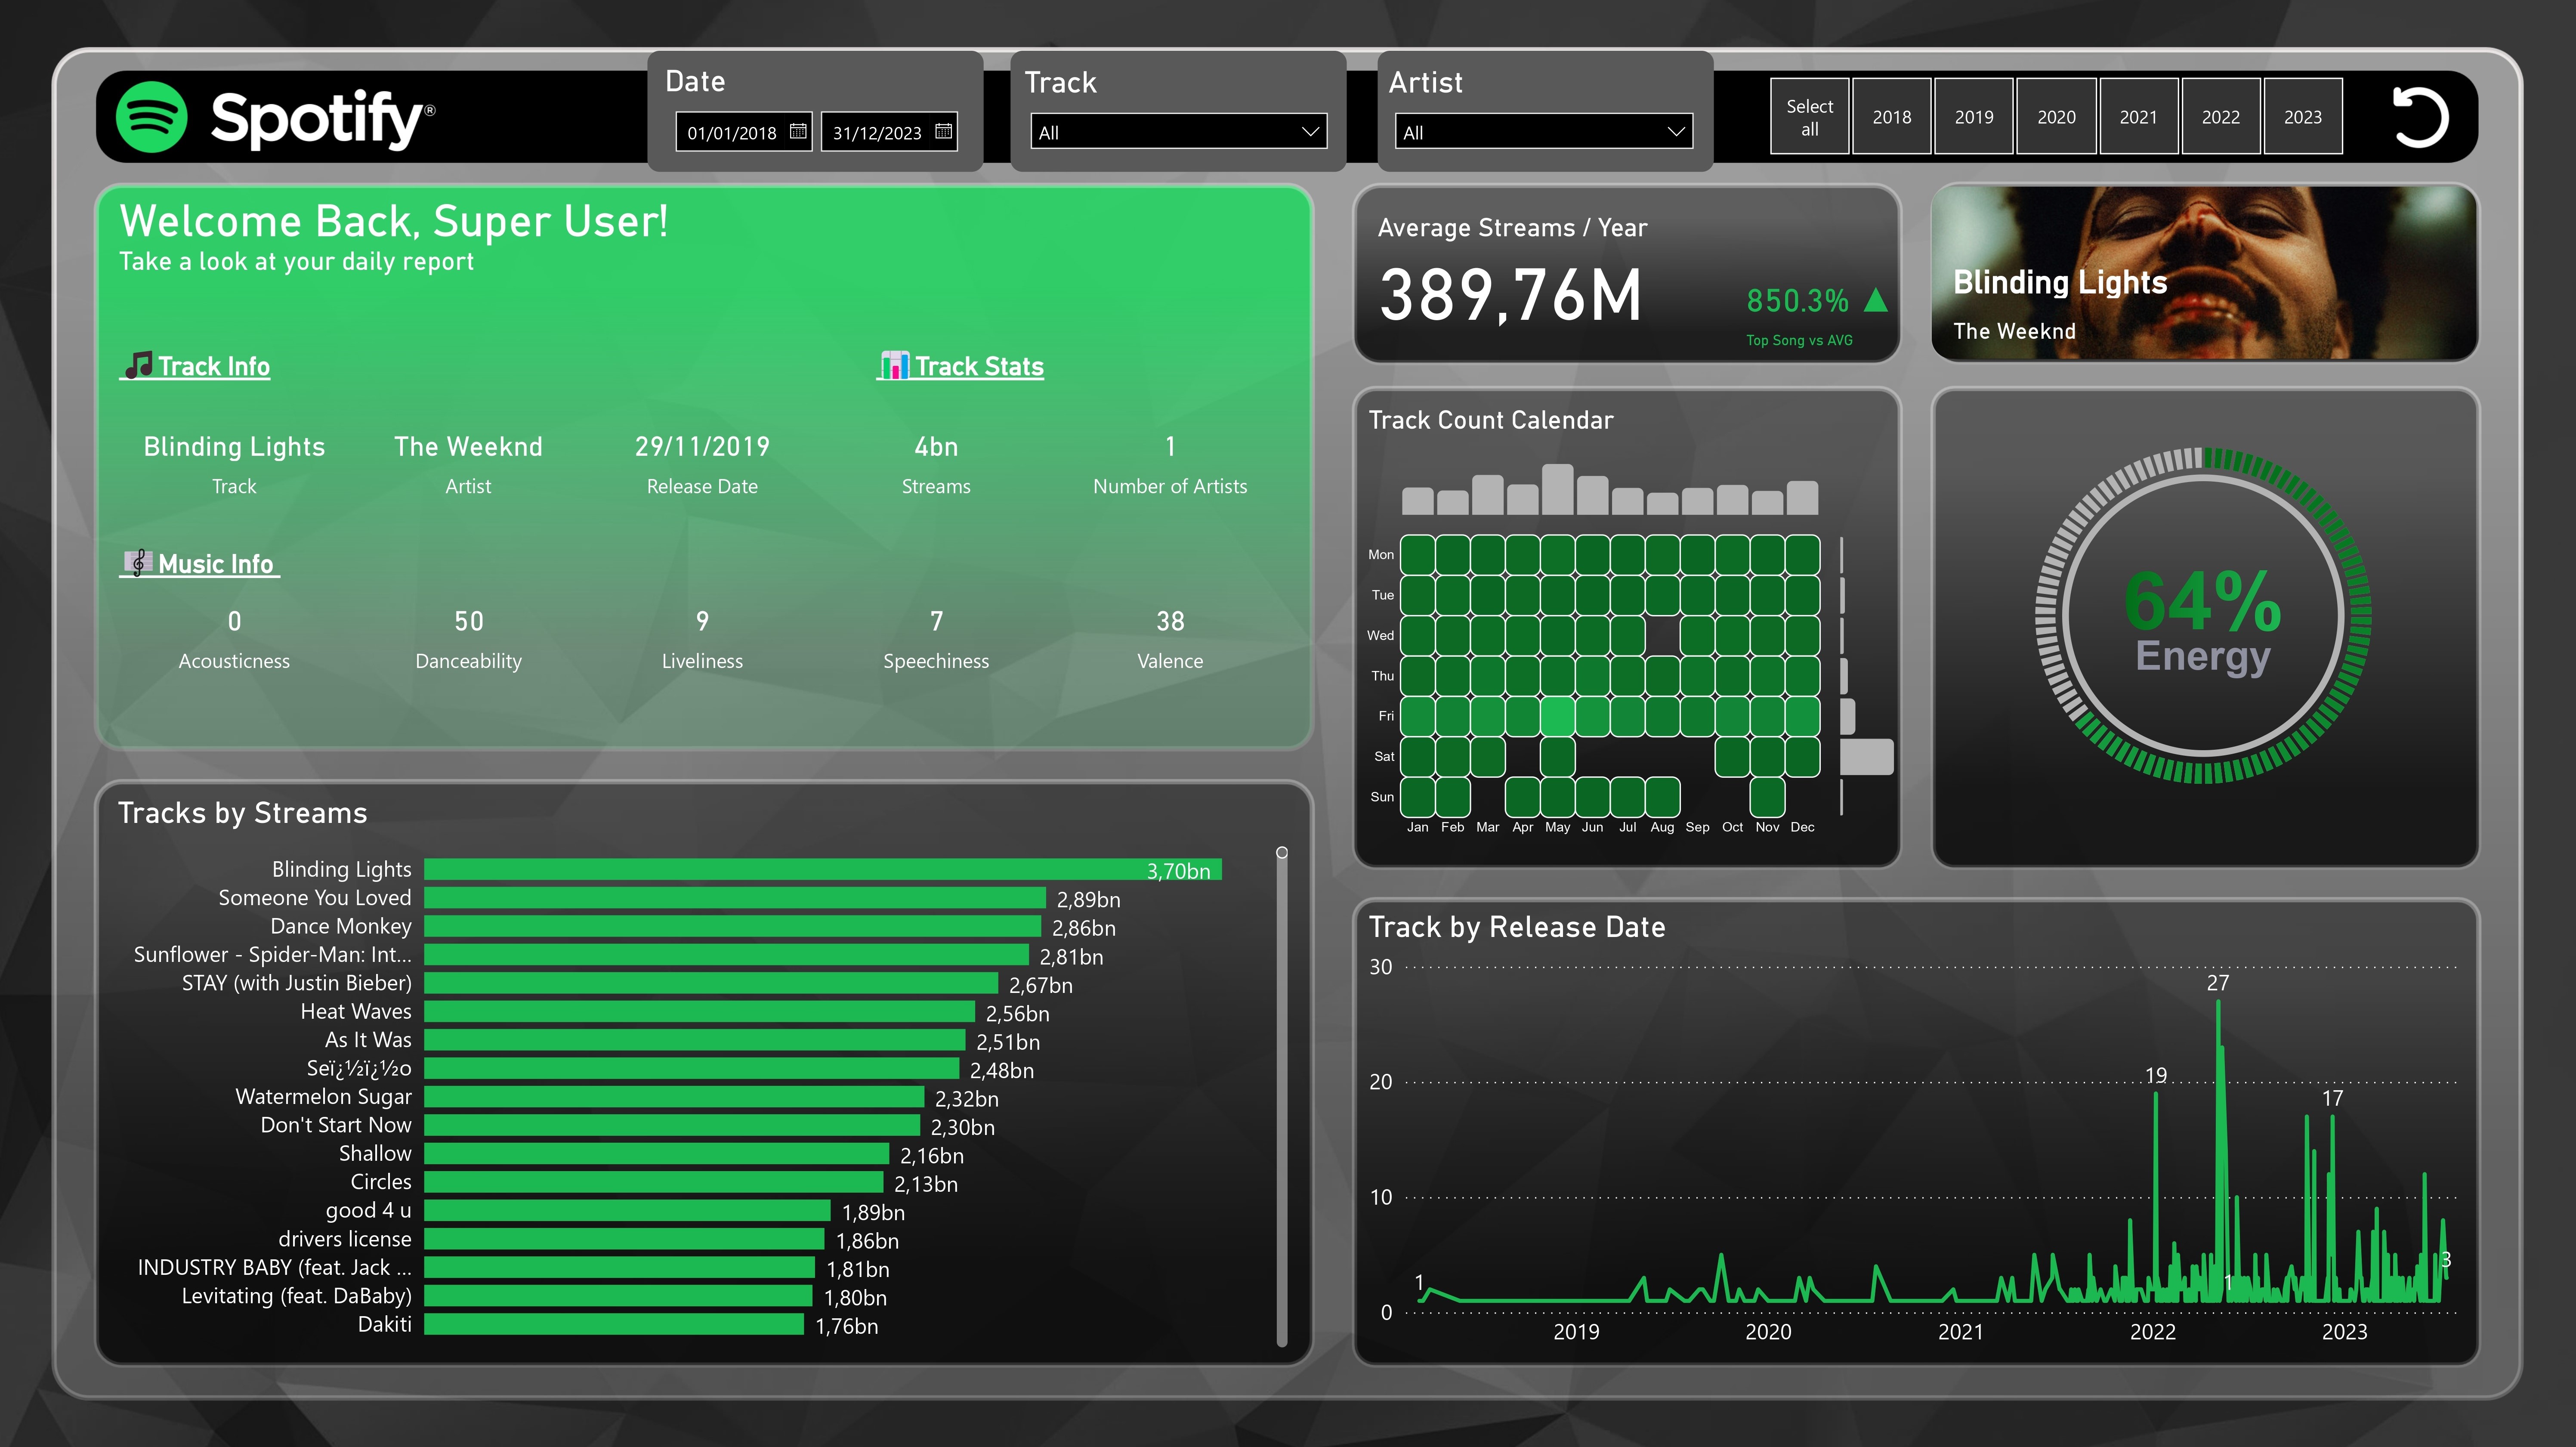 Spotify®
Date
01/01/2018
31/12/2023
Track
All
Artist
All
Select
all
2018
2019
2020
2021
2022
2023
Welcome Back, Super User!
Take a look at your daily report
Track Info
Track Stats
Blinding Lights
The Weeknd
29/11/2019
4bn
1
Track
Artist
Release Date
Streams
Number of Artists
Music Info
0
50
9
7
38
Acousticness
Danceability
Liveliness
Speechiness
Valence
Average Streams / Year
389,76M
850.3% ▲
Top Song vs AVG
Blinding Lights
The Weeknd
Track Count Calendar
Mon
Tue
Wed
Thu
Fri
Sat
Sun
Jan Feb Mar Apr May Jun Jul Aug Sep Oct Nov Dec
64%
Energy
Tracks by Streams
Blinding Lights 3,70bn
Someone You Loved 2,89bn
Dance Monkey 2,86bn
Sunflower - Spider-Man: Int... 2,81bn
STAY (with Justin Bieber) 2,67bn
Heat Waves 2,56bn
As It Was 2,51bn
Seï¿½ï¿½o 2,48bn
Watermelon Sugar 2,32bn
Don't Start Now 2,30bn
Shallow 2,16bn
Circles 2,13bn
good 4 u 1,89bn
drivers license 1,86bn
INDUSTRY BABY (feat. Jack ... 1,81bn
Levitating (feat. DaBaby) 1,80bn
Dakiti 1,76bn
Track by Release Date
30
27
20
19
17
10
3
1
1
0
2019 2020 2021 2022 2023